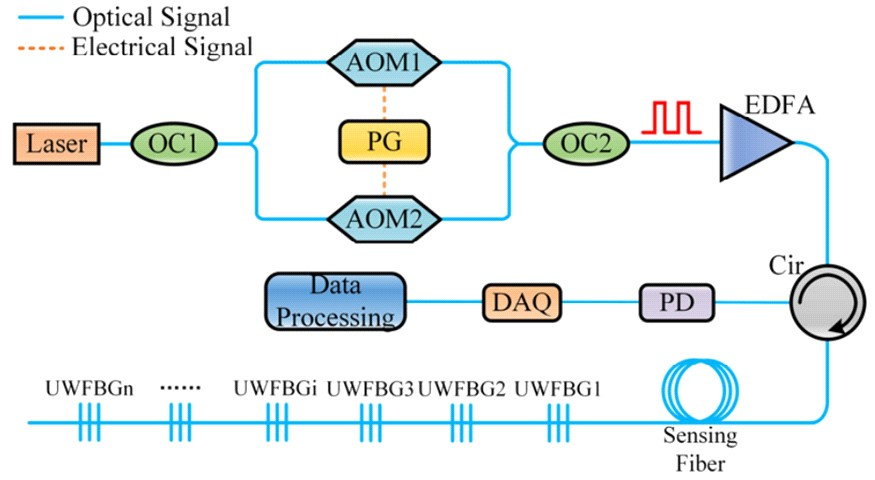 Optical Signal
Electrical Signal
AOM1
EDFA
Laser
OC1
PG
OC2
AOM2
Cir
Data
Processing
DAQ
PD
UWFBGn
......
UWFBGi
UWFBG3
UWFBG2
UWFBG1
Sensing
Fiber